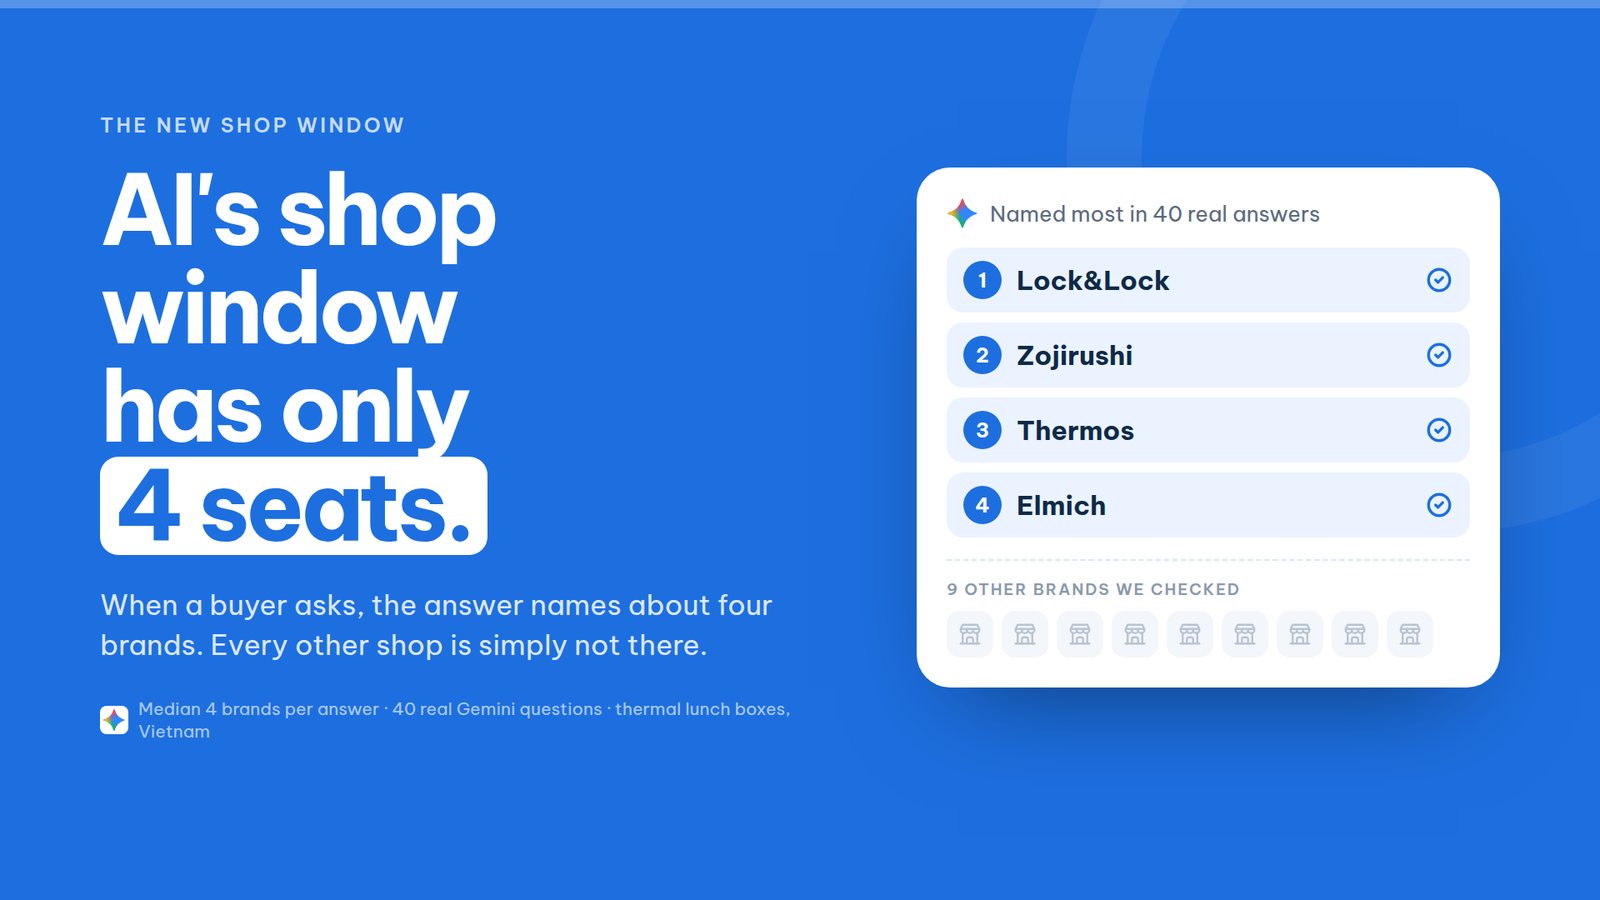 THE NEW SHOP WINDOW
AI's shop
window
has only
4 seats.
When a buyer asks, the answer names about four
brands. Every other shop is simply not there.
Median 4 brands per answer · 40 real Gemini questions · thermal lunch boxes,
Vietnam
Named most in 40 real answers
1 Lock&Lock
2 Zojirushi
3 Thermos
4 Elmich
9 OTHER BRANDS WE CHECKED